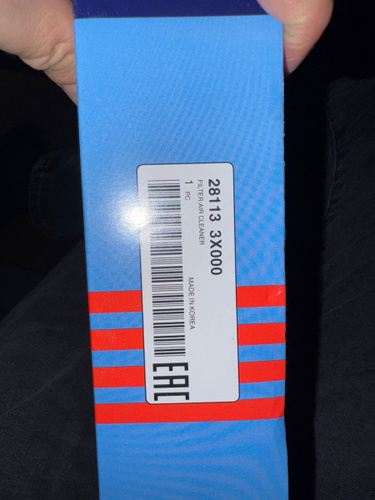 28113 3X000
FILTER-AIR CLEANER
1 PC MADE IN KOREA
EAC